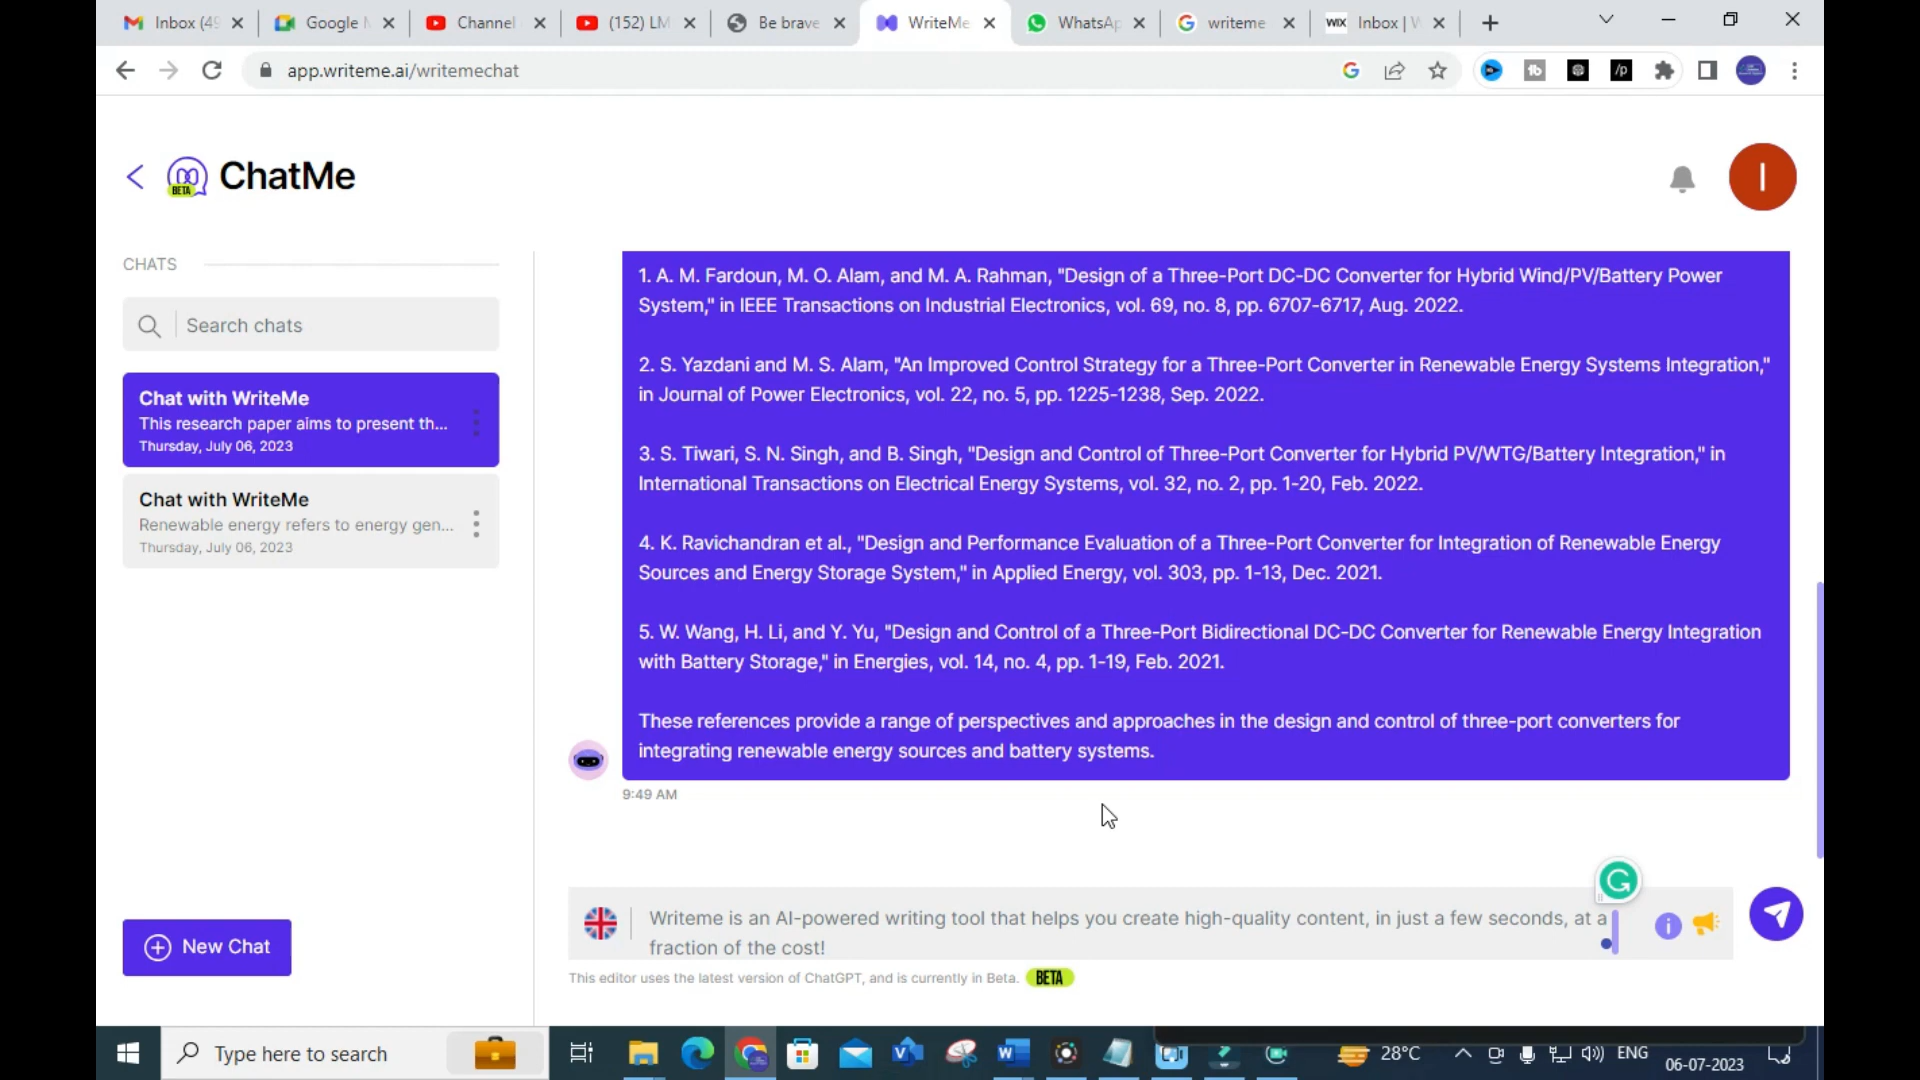 Inbox (49
Google M
Channel
(152) LM
Be brave
WriteMe
WhatsAp
writeme
WIX Inbox | W
app.writeme.ai/writemechat
BETA
ChatMe
I
CHATS
Search chats
Chat with WriteMe
This research paper aims to present th...
Thursday, July 06, 2023
Chat with WriteMe
Renewable energy refers to energy gen...
Thursday, July 06, 2023
New Chat
1. A. M. Fardoun, M. O. Alam, and M. A. Rahman, "Design of a Three-Port DC-DC Converter for Hybrid Wind/PV/Battery Power
System," in IEEE Transactions on Industrial Electronics, vol. 69, no. 8, pp. 6707-6717, Aug. 2022.
2. S. Yazdani and M. S. Alam, "An Improved Control Strategy for a Three-Port Converter in Renewable Energy Systems Integration,"
in Journal of Power Electronics, vol. 22, no. 5, pp. 1225-1238, Sep. 2022.
3. S. Tiwari, S. N. Singh, and B. Singh, "Design and Control of Three-Port Converter for Hybrid PV/WTG/Battery Integration," in
International Transactions on Electrical Energy Systems, vol. 32, no. 2, pp. 1-20, Feb. 2022.
4. K. Ravichandran et al., "Design and Performance Evaluation of a Three-Port Converter for Integration of Renewable Energy
Sources and Energy Storage System," in Applied Energy, vol. 303, pp. 1-13, Dec. 2021.
5. W. Wang, H. Li, and Y. Yu, "Design and Control of a Three-Port Bidirectional DC-DC Converter for Renewable Energy Integration
with Battery Storage," in Energies, vol. 14, no. 4, pp. 1-19, Feb. 2021.
These references provide a range of perspectives and approaches in the design and control of three-port converters for
integrating renewable energy sources and battery systems.
9:49 AM
Writeme is an AI-powered writing tool that helps you create high-quality content, in just a few seconds, at a
fraction of the cost!
This editor uses the latest version of ChatGPT, and is currently in Beta. BETA
Type here to search
28°C
ENG
06-07-2023